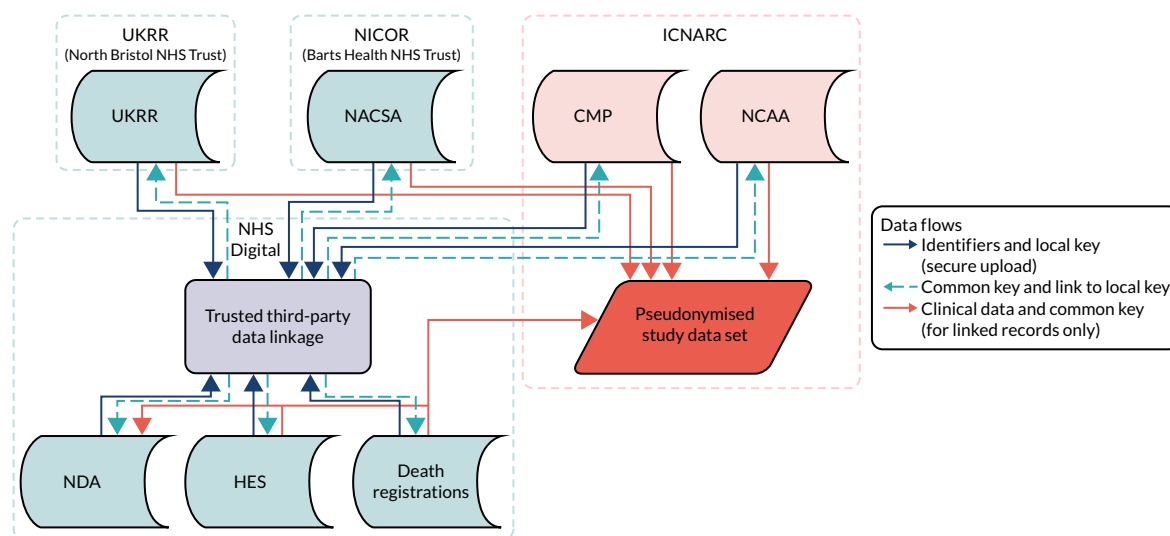 UKRR
(North Bristol NHS Trust)
NICOR
(Barts Health NHS Trust)
ICNARC
UKRR
NACSA
CMP
NCAA
NHS
Digital
Trusted third-party
data linkage
Pseudonymised
study data set
Data flows
Identifiers and local key
(secure upload)
Common key and link to local key
Clinical data and common key
(for linked records only)
NDA
HES
Death
registrations